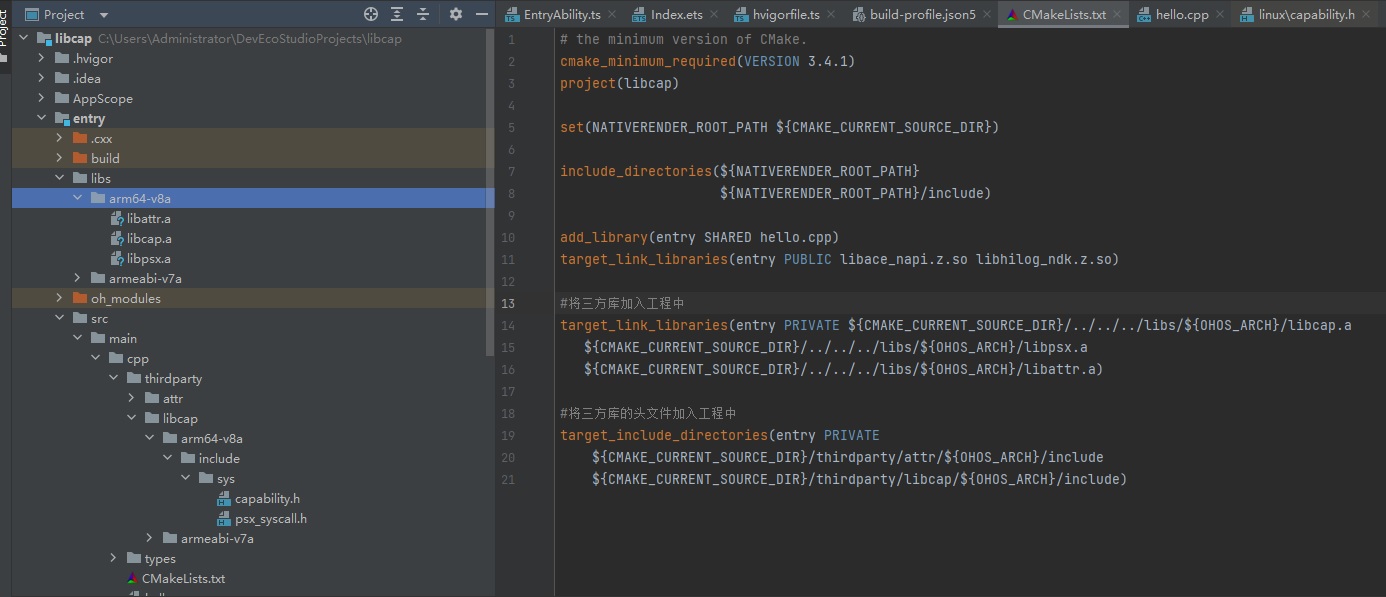 Project
Project
EntryAbility.ts
Index.ets
hvigorfile.ts
build-profile.json5
CMakeLists.txt
hello.cpp
linux\capability.h
libcap C:\Users\Administrator\DevEcoStudioProjects\libcap
.hvigor
.idea
AppScope
entry
.cxx
build
libs
arm64-v8a
libattr.a
libcap.a
libpsx.a
armeabi-v7a
oh_modules
src
main
cpp
thirdparty
attr
libcap
arm64-v8a
include
sys
capability.h
psx_syscall.h
armeabi-v7a
types
CMakeLists.txt
1 # the minimum version of CMake.
2 cmake_minimum_required(VERSION 3.4.1)
3 project(libcap)
4
5 set(NATIVERENDER_ROOT_PATH ${CMAKE_CURRENT_SOURCE_DIR})
6
7 include_directories(${NATIVERENDER_ROOT_PATH}
8 ${NATIVERENDER_ROOT_PATH}/include)
9
10 add_library(entry SHARED hello.cpp)
11 target_link_libraries(entry PUBLIC libace_napi.z.so libhilog_ndk.z.so)
12
13 #将三方库加入工程中
14 target_link_libraries(entry PRIVATE ${CMAKE_CURRENT_SOURCE_DIR}/../../../libs/${OHOS_ARCH}/libcap.a
15 ${CMAKE_CURRENT_SOURCE_DIR}/../../../libs/${OHOS_ARCH}/libpsx.a
16 ${CMAKE_CURRENT_SOURCE_DIR}/../../../libs/${OHOS_ARCH}/libattr.a)
17
18 #将三方库的头文件加入工程中
19 target_include_directories(entry PRIVATE
20 ${CMAKE_CURRENT_SOURCE_DIR}/thirdparty/attr/${OHOS_ARCH}/include
21 ${CMAKE_CURRENT_SOURCE_DIR}/thirdparty/libcap/${OHOS_ARCH}/include)